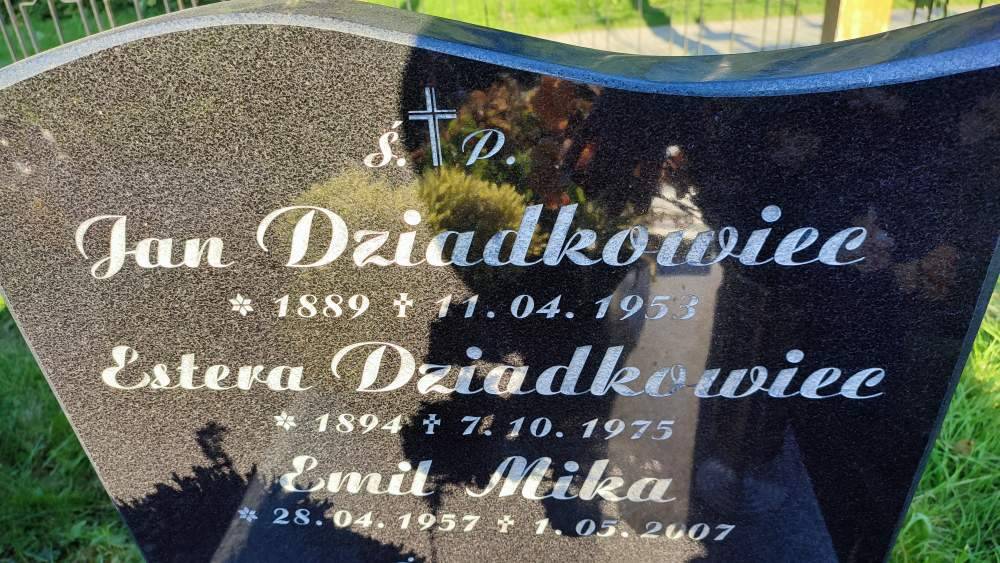 Ś. P.
Jan Dziadkowiec
* 1889 ✝ 11. 04. 1953
Estera Dziadkowiec
* 1894 ✝ 7. 10. 1975
Emil Mika
* 28. 04. 1957 ✝ 1. 05. 2007